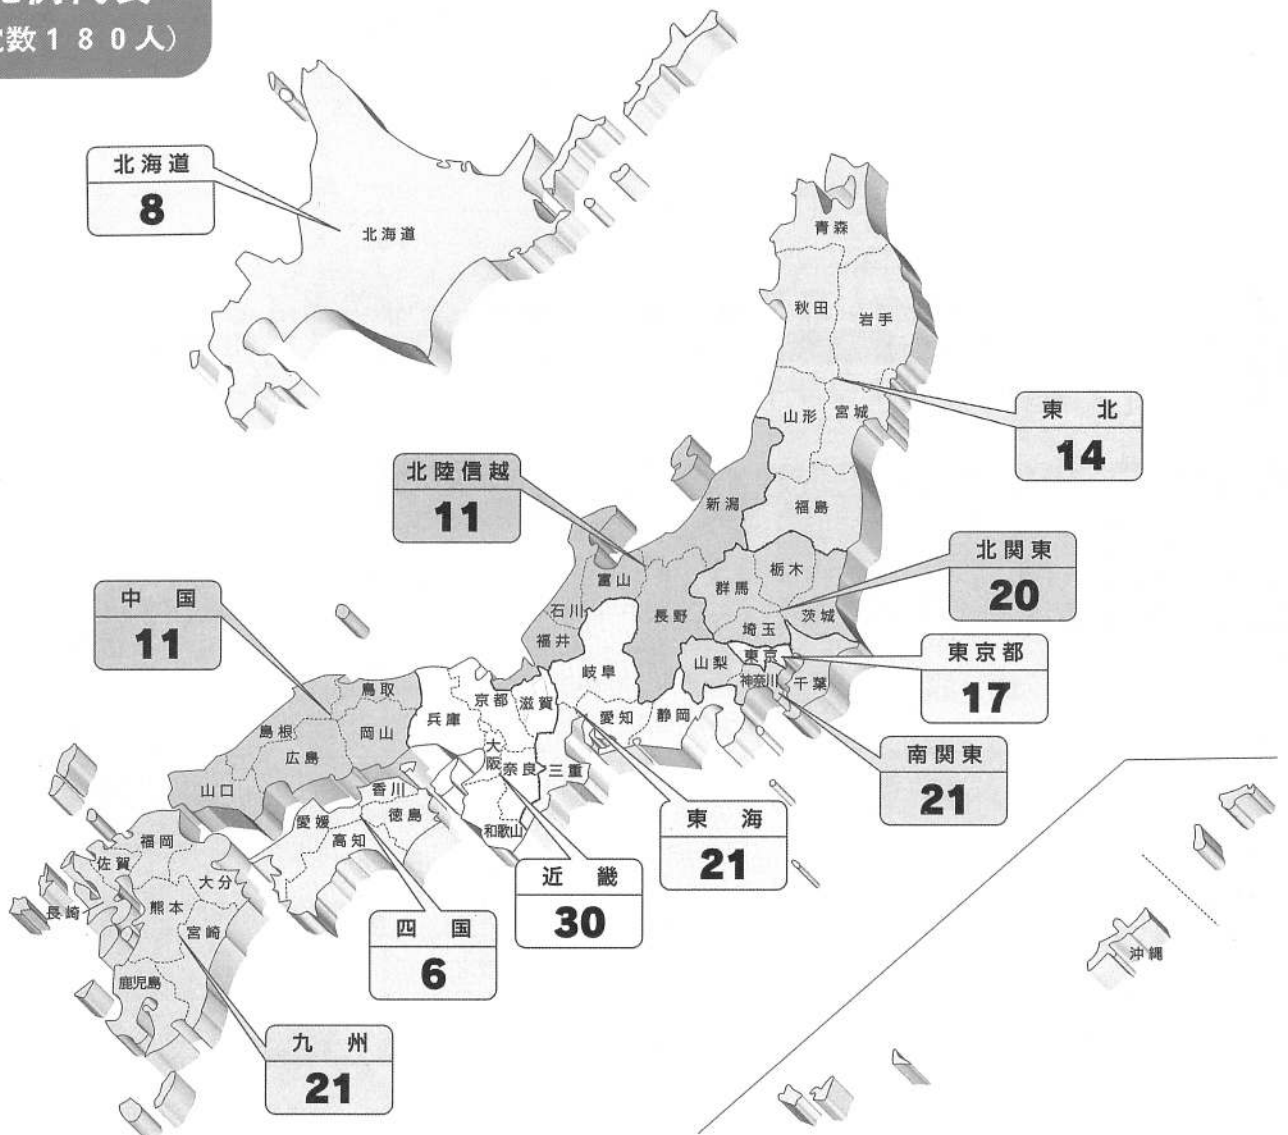 数１８０人）
北海道
8
北海道
青森
秋田
岩手
山形
宮城
東北
14
北陸信越
11
新潟
福島
北関東
20
富山
石川
福井
長野
群馬
栃木
茨城
埼玉
中国
11
東京都
17
山梨
東京
神奈川
千葉
岐阜
愛知
静岡
鳥取
島根
岡山
広島
山口
兵庫
京都
滋賀
大阪
奈良
三重
和歌山
南関東
21
香川
徳島
愛媛
高知
東海
21
近畿
30
四国
6
福岡
佐賀
長崎
大分
熊本
宮崎
鹿児島
九州
21
沖縄